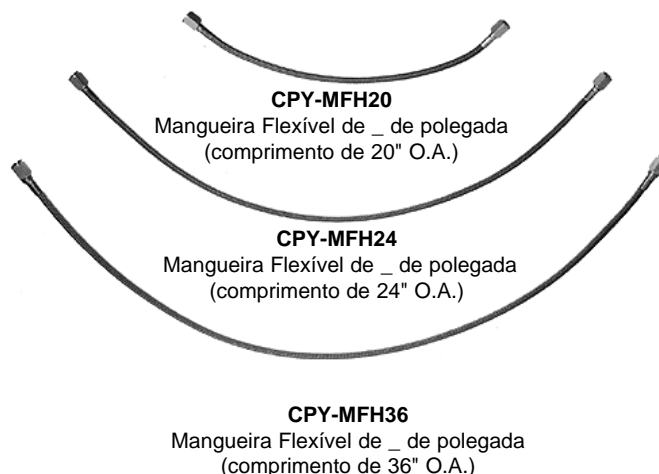 CPY-MFH20
Mangueira Flexível de _ de polegada
(comprimento de 20" O.A.)
CPY-MFH24
Mangueira Flexível de _ de polegada
(comprimento de 24" O.A.)
CPY-MFH36
Mangueira Flexível de _ de polegada
(comprimento de 36" O.A.)